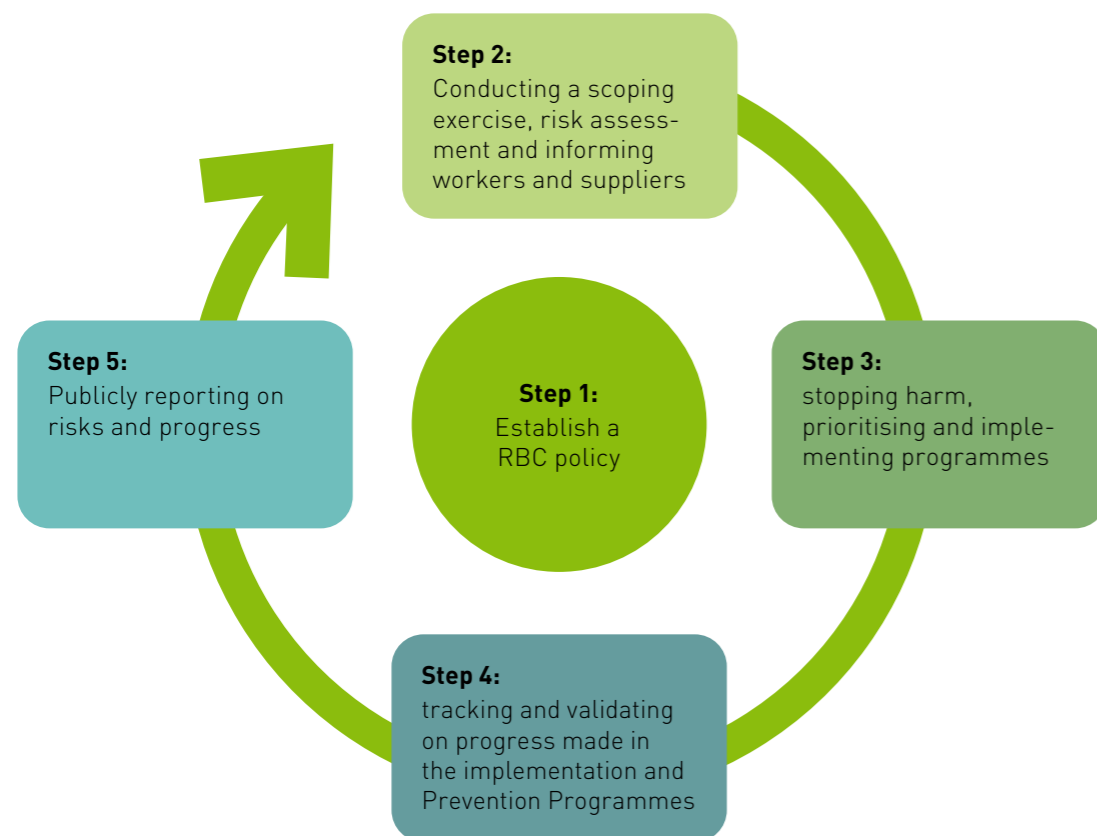 Step 2:
Conducting a scoping
exercise, risk assess-
ment and informing
workers and suppliers
Step 5:
Publicly reporting on
risks and progress
Step 1:
Establish a
RBC policy
Step 3:
stopping harm,
prioritising and imple-
menting programmes
Step 4:
tracking and validating
on progress made in
the implementation and
Prevention Programmes